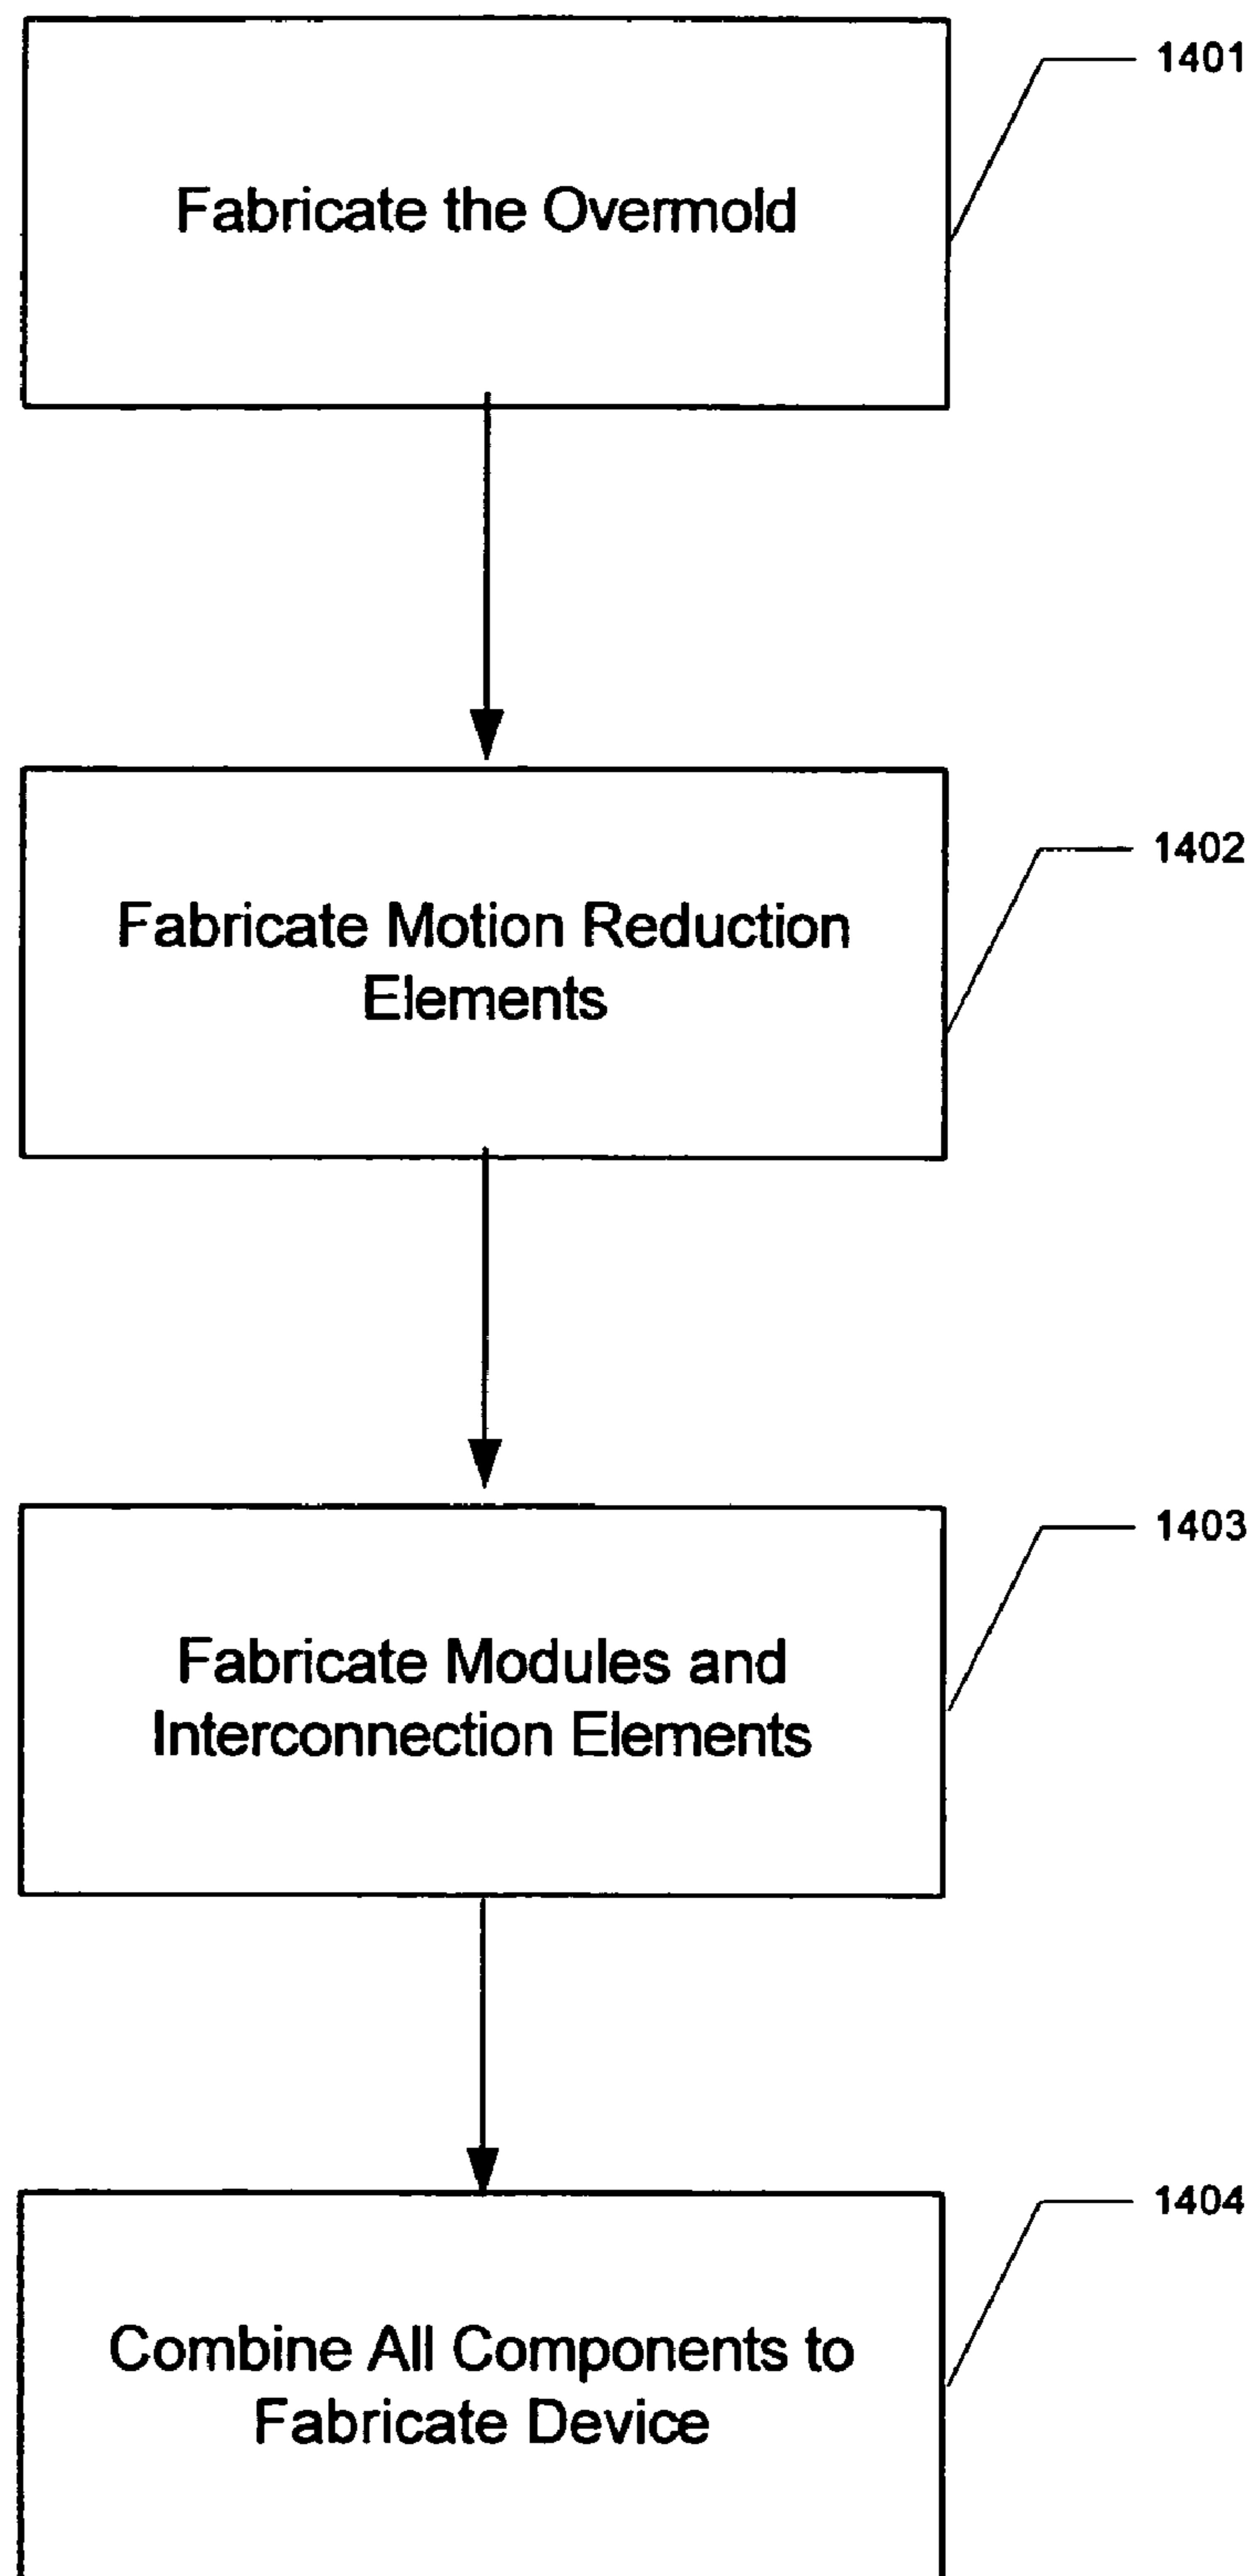 1401
Fabricate the Overmold
1402
Fabricate Motion Reduction
Elements
1403
Fabricate Modules and
Interconnection Elements
1404
Combine All Components to
Fabricate Device